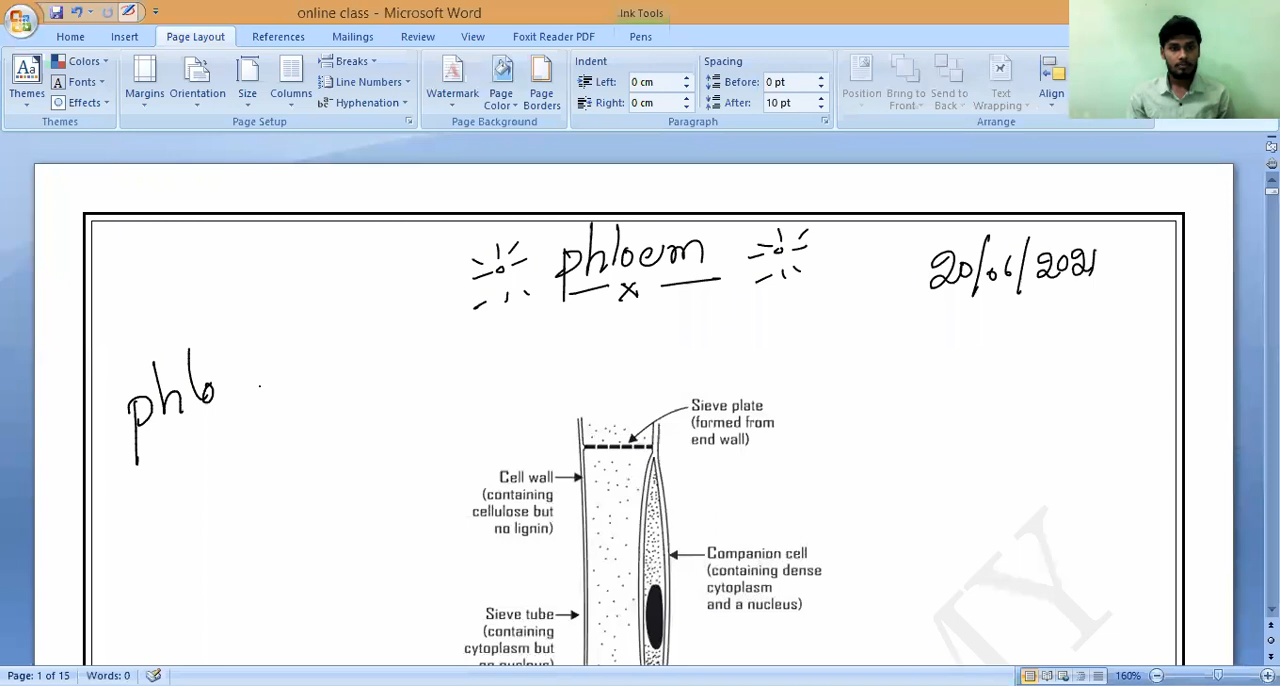 online class - Microsoft Word
Ink Tools
Home Insert Page Layout References Mailings Review View Foxit Reader PDF Pens
Themes
Colors
Fonts
Effects
Themes
Margins Orientation Size Columns
Breaks
Line Numbers
Hyphenation
Page Setup
Watermark Page Color Page Borders
Page Background
Indent
Left: 0 cm
Right: 0 cm
Spacing
Before: 0 pt
After: 10 pt
Paragraph
Position Bring to Front Send to Back Text Wrapping Align
Arrange
phloem
20/06/2021
phlo
Sieve plate
(formed from
end wall)
Cell wall
(containing
cellulose but
no lignin)
Companion cell
(containing dense
cytoplasm
and a nucleus)
Sieve tube
(containing
cytoplasm but
no nucleus)
MY
Page: 1 of 15 Words: 0 160%